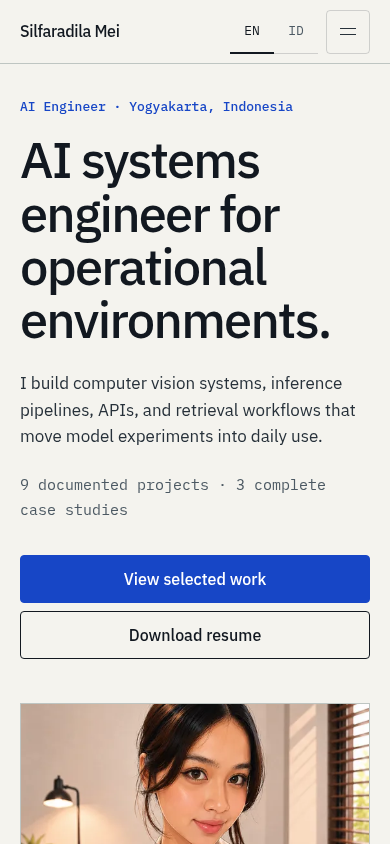 Silfaradila Mei
EN
ID
AI Engineer · Yogyakarta, Indonesia
AI systems
engineer for
operational
environments.
I build computer vision systems, inference
pipelines, APIs, and retrieval workflows that
move model experiments into daily use.
9 documented projects · 3 complete
case studies
View selected work
Download resume